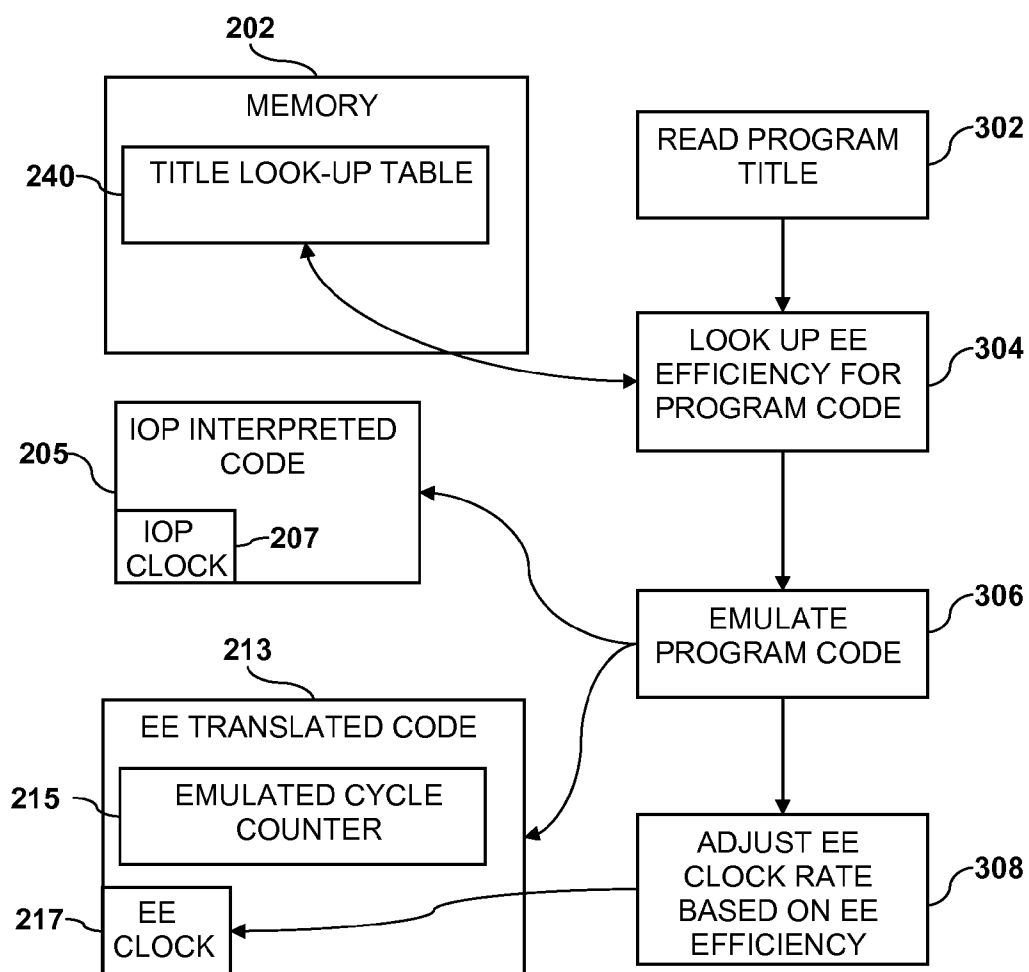 202
MEMORY
240
TITLE LOOK-UP TABLE
READ PROGRAM
TITLE
302
LOOK UP EE
EFFICIENCY FOR
PROGRAM CODE
304
IOP INTERPRETED
CODE
205
IOP
CLOCK
207
EMULATE
PROGRAM CODE
306
213
EE TRANSLATED CODE
215
EMULATED CYCLE
COUNTER
217
EE
CLOCK
ADJUST EE
CLOCK RATE
BASED ON EE
EFFICIENCY
308